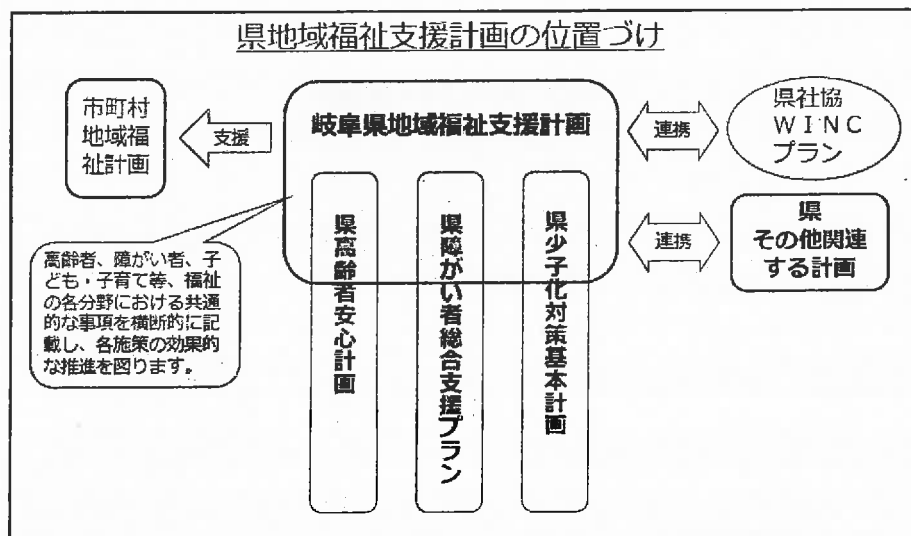 県地域福祉支援計画の位置づけ
市町村
地域福
祉計画
支援
岐阜県地域福祉支援計画
連携
県社協
WINC
プラン
連携
県
その他関連
する計画
高齢者、障がい者、子
ども・子育て等、福祉
の各分野における共通
的な事項を横断的に記
載し、各施策の効果的
な推進を図ります。
県高齢者安心計画
県障がい者総合支援プラン
県少子化対策基本計画